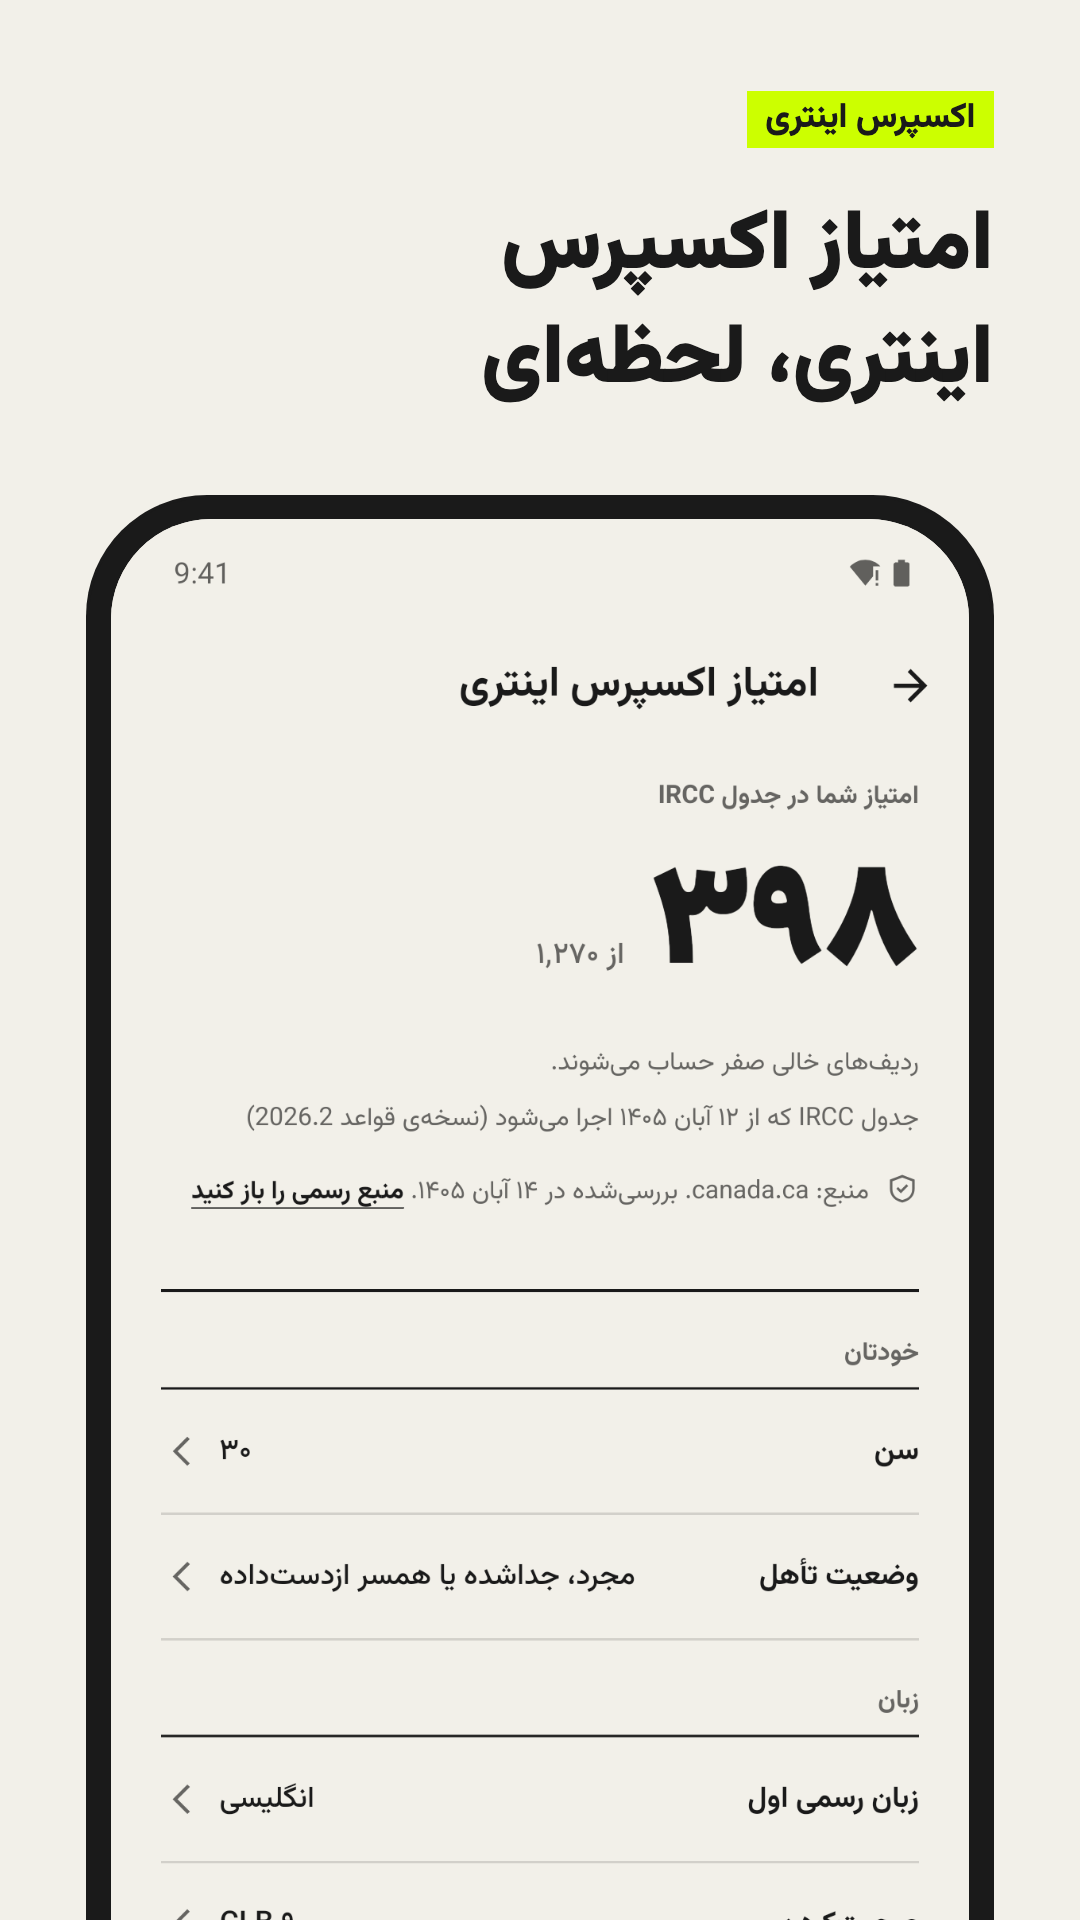 اکسپرس اینتری
امتیاز اکسپرس
اینتری، لحظه‌ای
9:41
امتیاز اکسپرس اینتری
امتیاز شما در جدول IRCC
۳۹۸ از ۱,۲۷۰
ردیف‌های خالی صفر حساب می‌شوند.
جدول IRCC که از ۱۲ آبان ۱۴۰۵ اجرا می‌شود (نسخه‌ی قواعد 2026.2)
منبع: canada.ca. بررسی‌شده در ۱۴ آبان ۱۴۰۵. منبع رسمی را باز کنید
خودتان
سن ۳۰
وضعیت تأهل مجرد، جداشده یا همسر ازدست‌داده
زبان
زبان رسمی اول انگلیسی